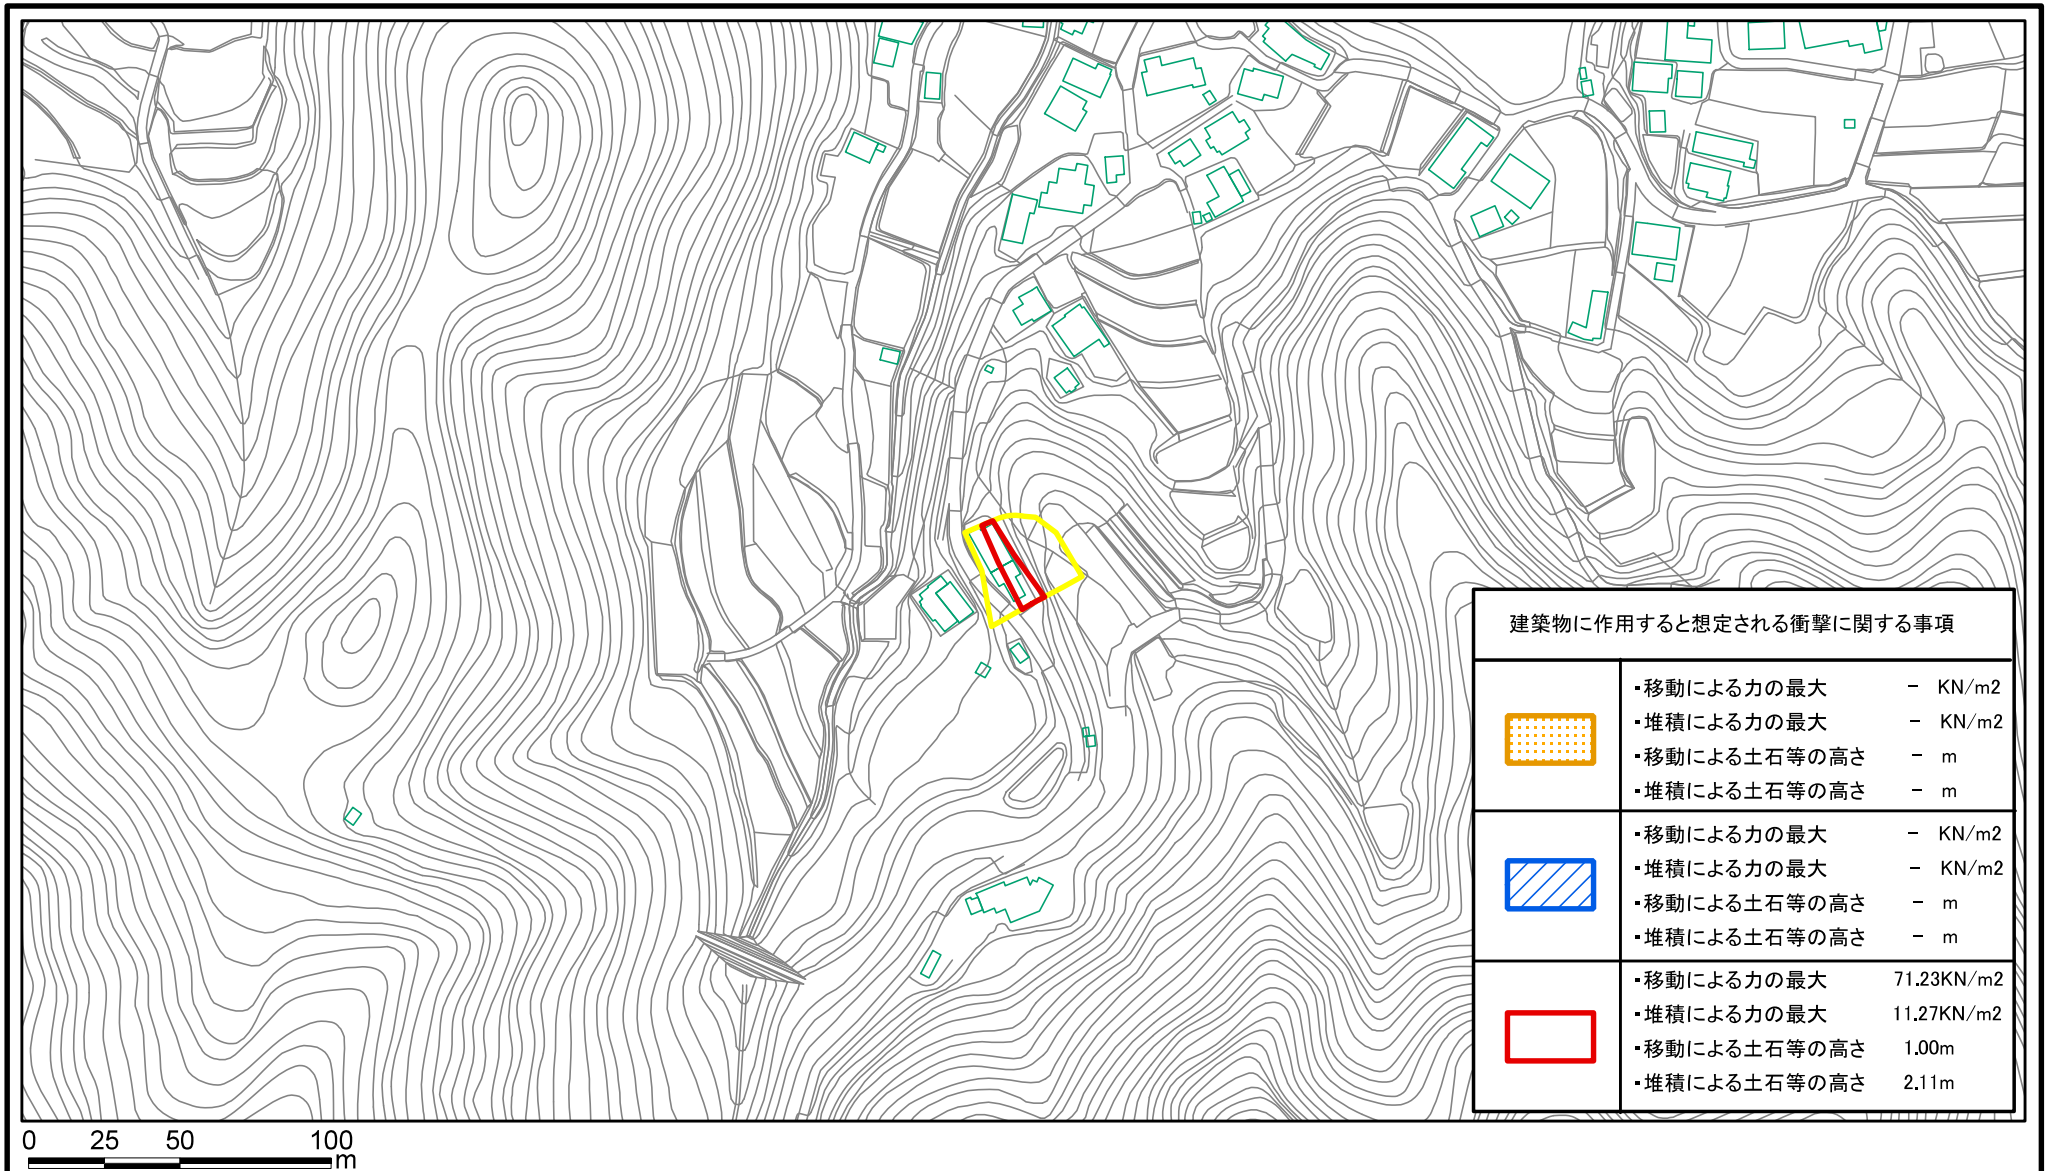 建築物に作用すると想定される衝撃に関する事項
・移動による力の最大 － KN/m2
・堆積による力の最大 － KN/m2
・移動による土石等の高さ － m
・堆積による土石等の高さ － m
・移動による力の最大 － KN/m2
・堆積による力の最大 － KN/m2
・移動による土石等の高さ － m
・堆積による土石等の高さ － m
・移動による力の最大 71.23KN/m2
・堆積による力の最大 11.27KN/m2
・移動による土石等の高さ 1.00m
・堆積による土石等の高さ 2.11m
0 25 50 100
m